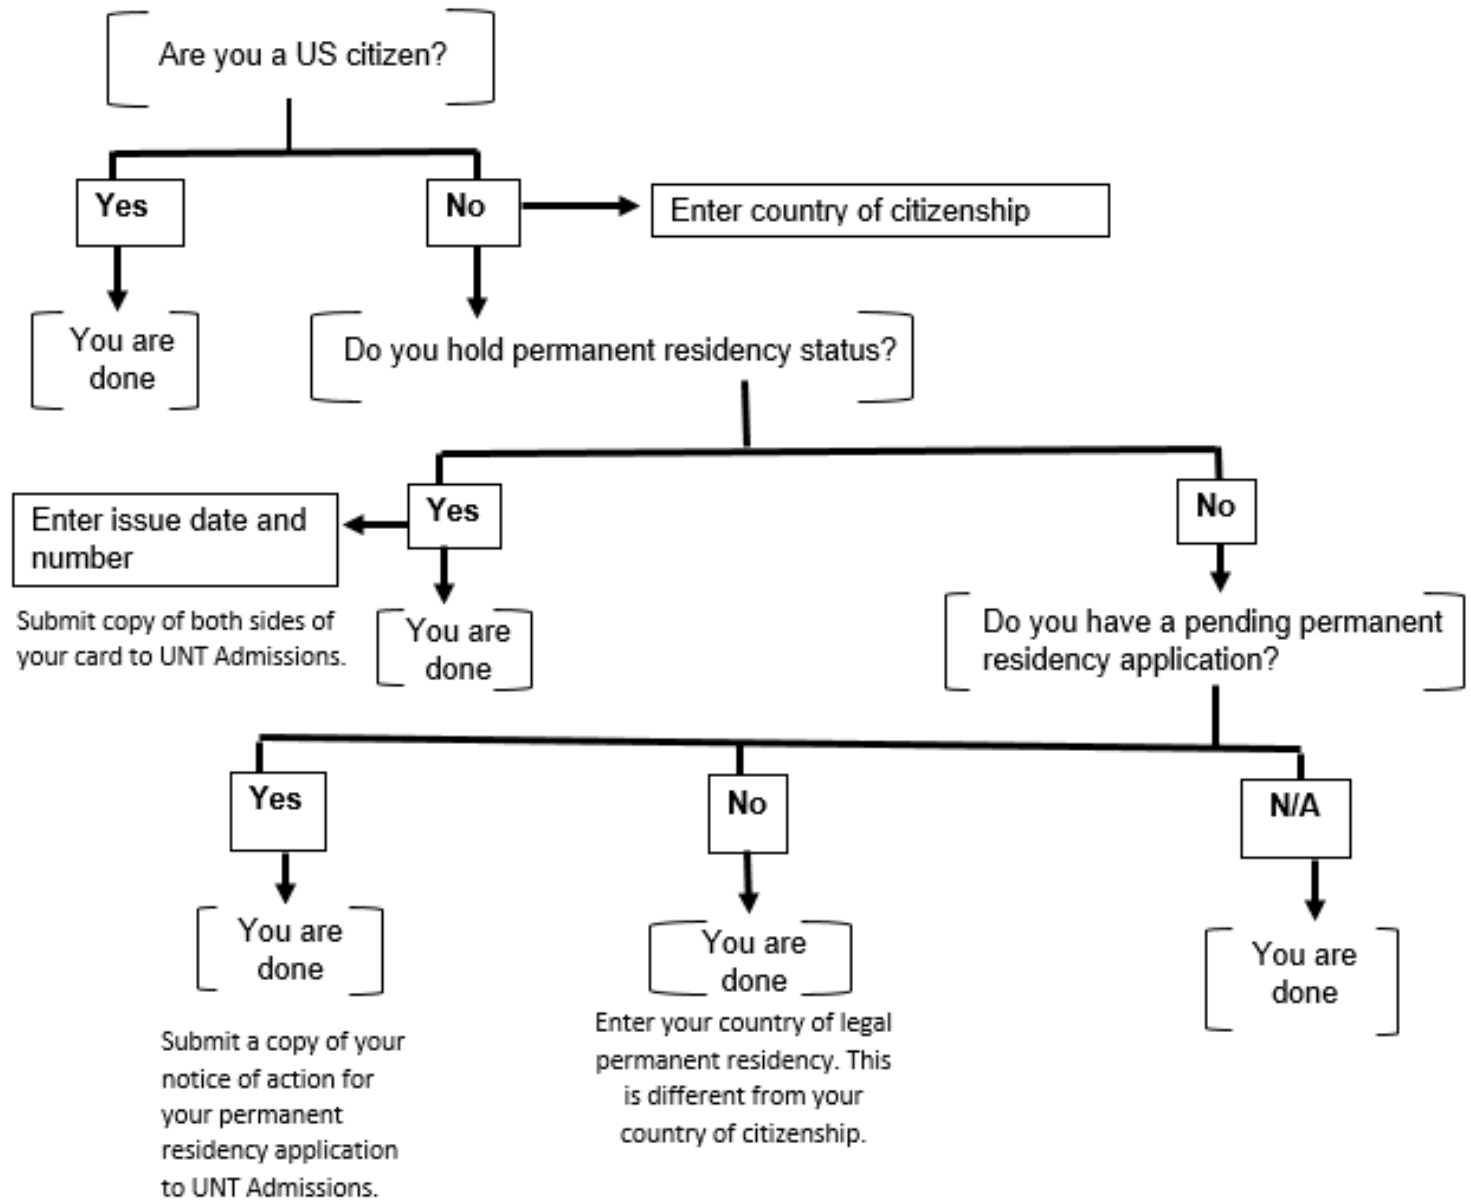 Are you a US citizen?
Yes
No
Enter country of citizenship
You are
done
Do you hold permanent residency status?
Yes
No
Enter issue date and
number
Submit copy of both sides of
your card to UNT Admissions.
You are
done
Do you have a pending permanent
residency application?
Yes
No
N/A
You are
done
Submit a copy of your
notice of action for
your permanent
residency application
to UNT Admissions.
You are
done
Enter your country of legal
permanent residency. This
is different from your
country of citizenship.
You are
done